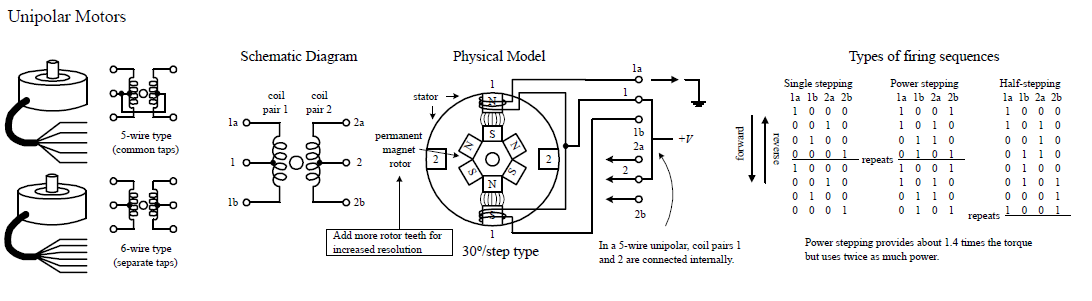 Unipolar Motors
5-wire type
(common taps)
6-wire type
(separate taps)
Schematic Diagram
coil
pair 1
coil
pair 2
1a
2a
1
2
1b
2b
Physical Model
stator
permanent
magnet
rotor
Add more rotor teeth for
increased resolution
1
N
S
N
N
2
2
S
S
N
S
1
30°/step type
1a
1
1b
2a
+V
2
2b
In a 5-wire unipolar, coil pairs 1
and 2 are connected internally.
Types of firing sequences
forward
reverse
Single stepping
1a 1b 2a 2b
1 0 0 0
0 0 1 0
0 1 0 0
0 0 0 1
1 0 0 0
0 0 1 0
0 1 0 0
0 0 0 1
repeats
Power stepping
1a 1b 2a 2b
1 0 0 1
1 0 1 0
0 1 1 0
0 1 0 1
1 0 0 1
1 0 1 0
0 1 1 0
0 1 0 1
repeats
Half-stepping
1a 1b 2a 2b
1 0 0 0
1 0 1 0
0 0 1 0
0 1 1 0
0 1 0 0
0 1 0 1
0 0 0 1
1 0 0 1
Power stepping provides about 1.4 times the torque
but uses twice as much power.